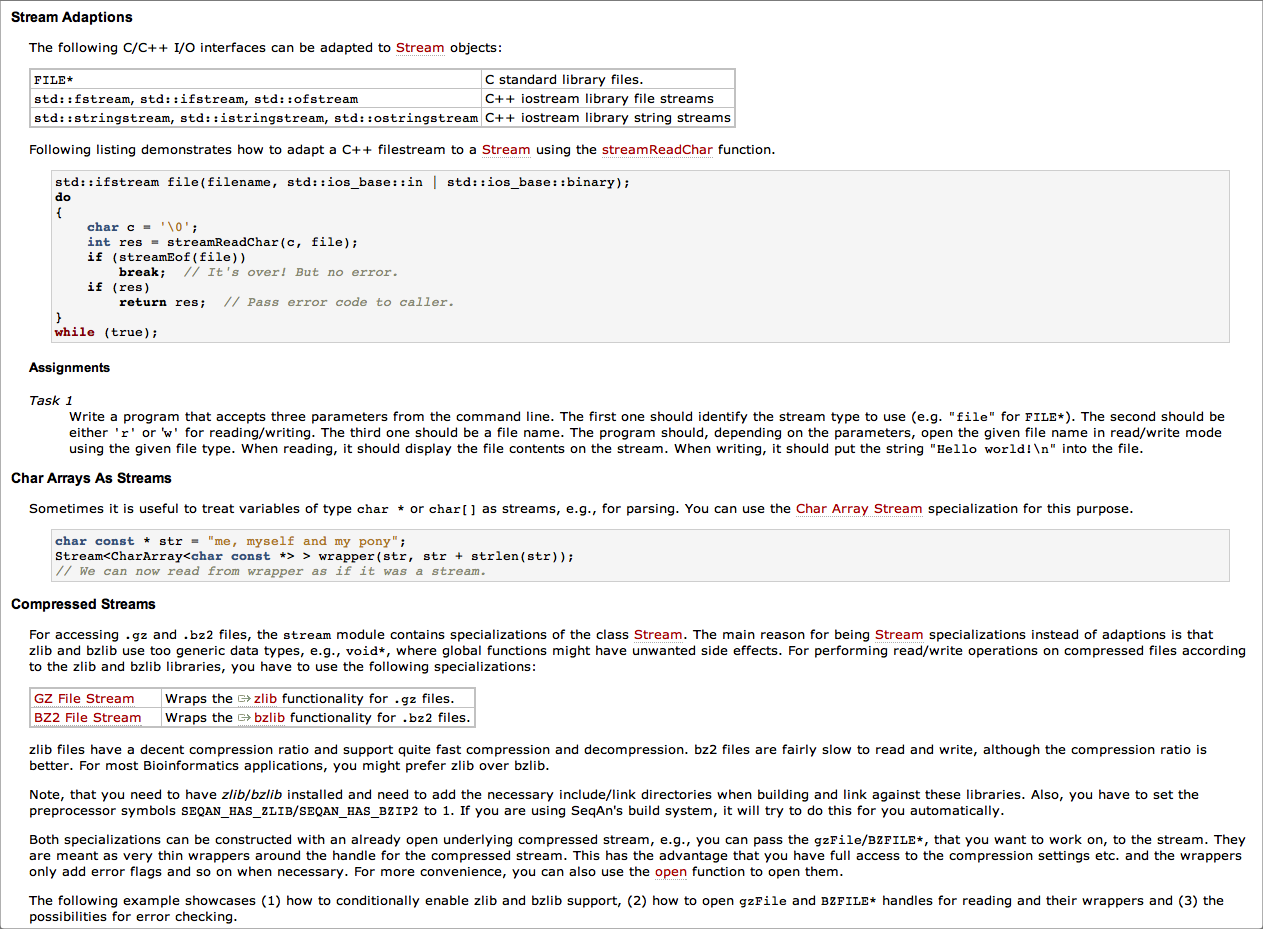 Stream Adaptions
The following C/C++ I/O interfaces can be adapted to Stream objects:
FILE* C standard library files.
std::fstream, std::ifstream, std::ofstream C++ iostream library file streams
std::stringstream, std::istringstream, std::ostringstream C++ iostream library string streams
Following listing demonstrates how to adapt a C++ filestream to a Stream using the streamReadChar function.
std::ifstream file(filename, std::ios_base::in | std::ios_base::binary);
do
{
    char c = '\0';
    int res = streamReadChar(c, file);
    if (streamEof(file))
        break;  // It's over! But no error.
    if (res)
        return res;  // Pass error code to caller.
}
while (true);
Assignments
Task 1
Write a program that accepts three parameters from the command line. The first one should identify the stream type to use (e.g. "file" for FILE*). The second should be
either 'r' or 'w' for reading/writing. The third one should be a file name. The program should, depending on the parameters, open the given file name in read/write mode
using the given file type. When reading, it should display the file contents on the stream. When writing, it should put the string "Hello world!\n" into the file.
Char Arrays As Streams
Sometimes it is useful to treat variables of type char * or char[] as streams, e.g., for parsing. You can use the Char Array Stream specialization for this purpose.
char const * str = "me, myself and my pony";
Stream<CharArray<char const *> > wrapper(str, str + strlen(str));
// We can now read from wrapper as if it was a stream.
Compressed Streams
For accessing .gz and .bz2 files, the stream module contains specializations of the class Stream. The main reason for being Stream specializations instead of adaptions is that
zlib and bzlib use too generic data types, e.g., void*, where global functions might have unwanted side effects. For performing read/write operations on compressed files according
to the zlib and bzlib libraries, you have to use the following specializations:
GZ File Stream Wraps the zlib functionality for .gz files.
BZ2 File Stream Wraps the bzlib functionality for .bz2 files.
zlib files have a decent compression ratio and support quite fast compression and decompression. bz2 files are fairly slow to read and write, although the compression ratio is
better. For most Bioinformatics applications, you might prefer zlib over bzlib.
Note, that you need to have zlib/bzlib installed and need to add the necessary include/link directories when building and link against these libraries. Also, you have to set the
preprocessor symbols SEQAN_HAS_ZLIB/SEQAN_HAS_BZIP2 to 1. If you are using SeqAn's build system, it will try to do this for you automatically.
Both specializations can be constructed with an already open underlying compressed stream, e.g., you can pass the gzFile/BZFILE*, that you want to work on, to the stream. They
are meant as very thin wrappers around the handle for the compressed stream. This has the advantage that you have full access to the compression settings etc. and the wrappers
only add error flags and so on when necessary. For more convenience, you can also use the open function to open them.
The following example showcases (1) how to conditionally enable zlib and bzlib support, (2) how to open gzFile and BZFILE* handles for reading and their wrappers and (3) the
possibilities for error checking.